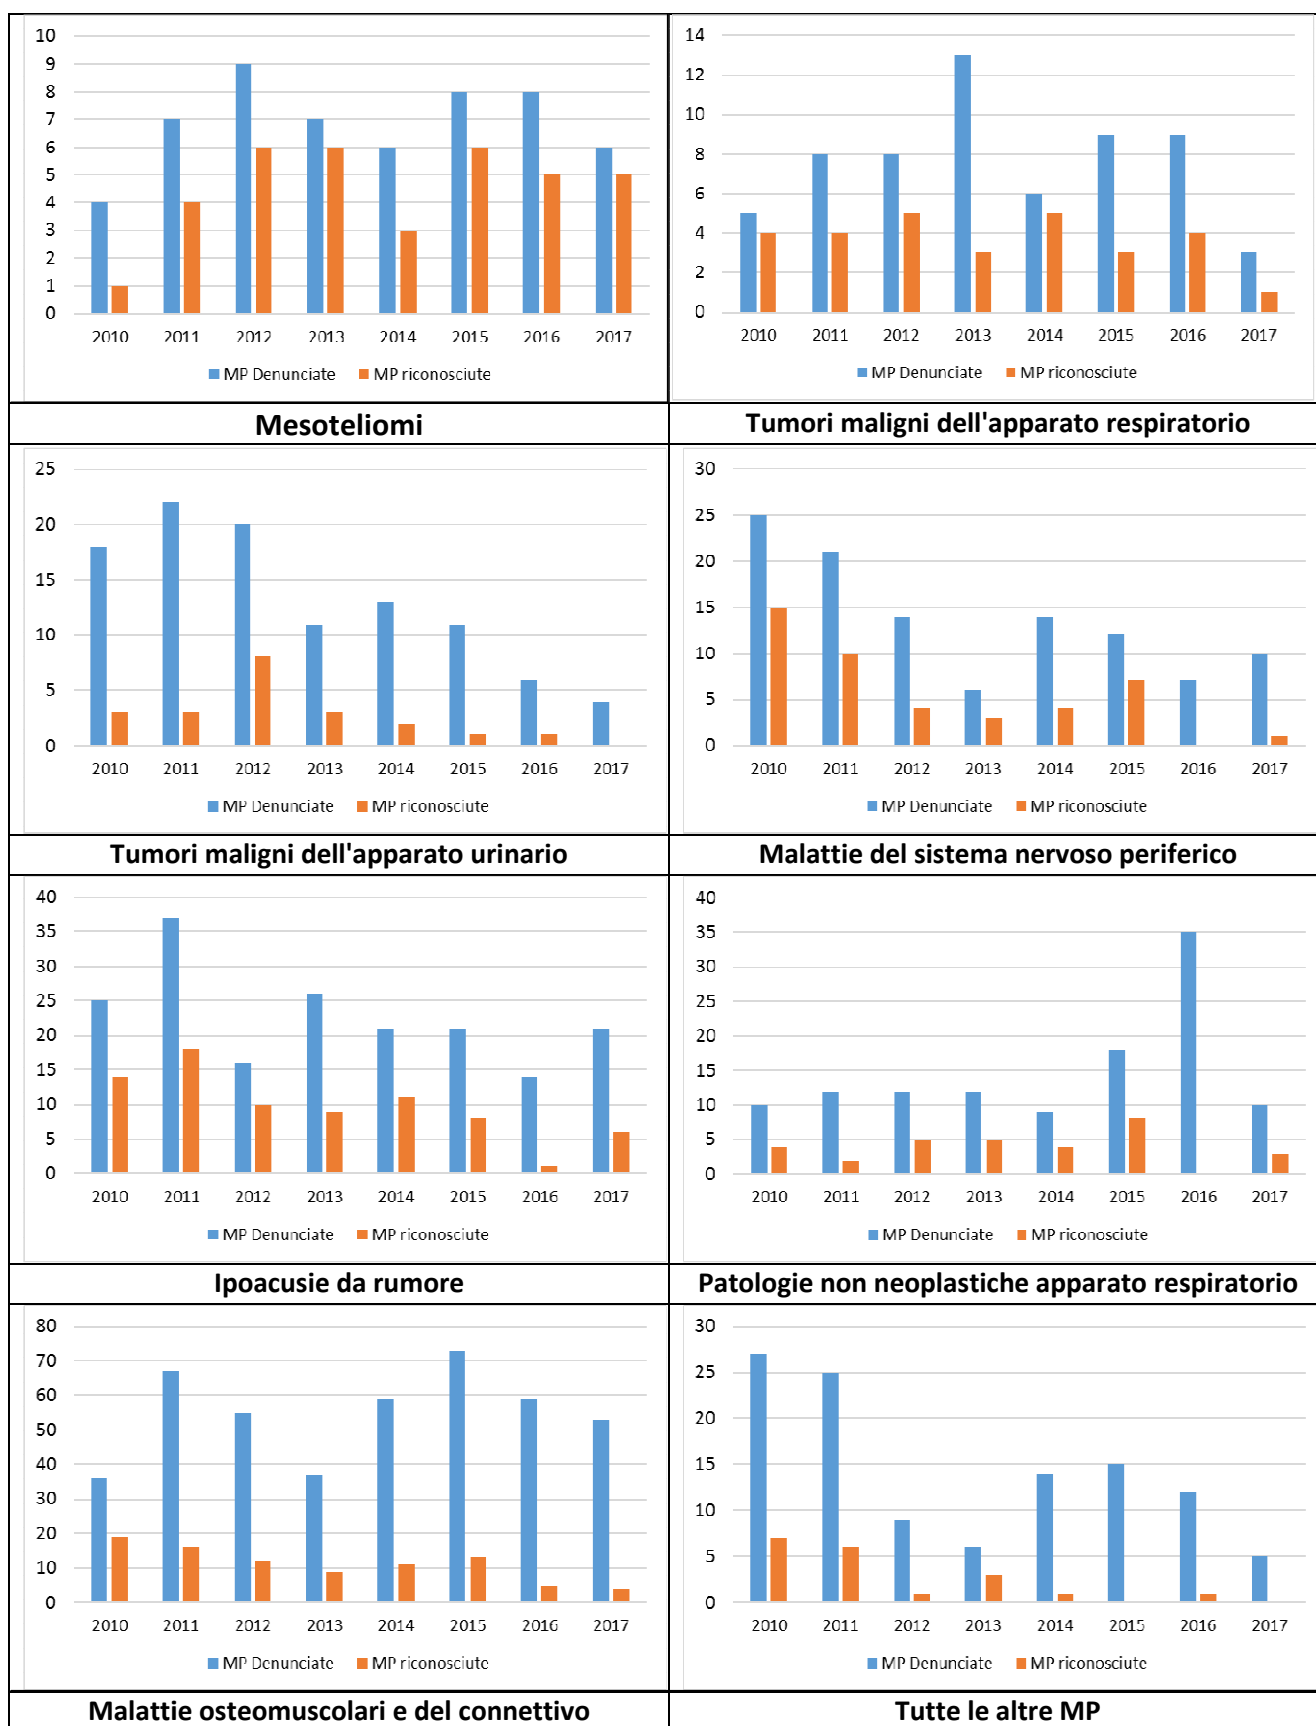 10
9
8
7
6
5
4
3
2
1
0
2010 2011 2012 2013 2014 2015 2016 2017
MP Denunciate MP riconosciute
14
12
10
8
6
4
2
0
2010 2011 2012 2013 2014 2015 2016 2017
MP Denunciate MP riconosciute
Mesoteliomi
Tumori maligni dell'apparato respiratorio
25
20
15
10
5
0
2010 2011 2012 2013 2014 2015 2016 2017
MP Denunciate MP riconosciute
30
25
20
15
10
5
0
2010 2011 2012 2013 2014 2015 2016 2017
MP Denunciate MP riconosciute
Tumori maligni dell'apparato urinario
Malattie del sistema nervoso periferico
40
35
30
25
20
15
10
5
0
2010 2011 2012 2013 2014 2015 2016 2017
MP Denunciate MP riconosciute
40
35
30
25
20
15
10
5
0
2010 2011 2012 2013 2014 2015 2016 2017
MP Denunciate MP riconosciute
Ipoacusie da rumore
Patologie non neoplastiche apparato respiratorio
80
70
60
50
40
30
20
10
0
2010 2011 2012 2013 2014 2015 2016 2017
MP Denunciate MP riconosciute
30
25
20
15
10
5
0
2010 2011 2012 2013 2014 2015 2016 2017
MP Denunciate MP riconosciute
Malattie osteomuscolari e del connettivo
Tutte le altre MP